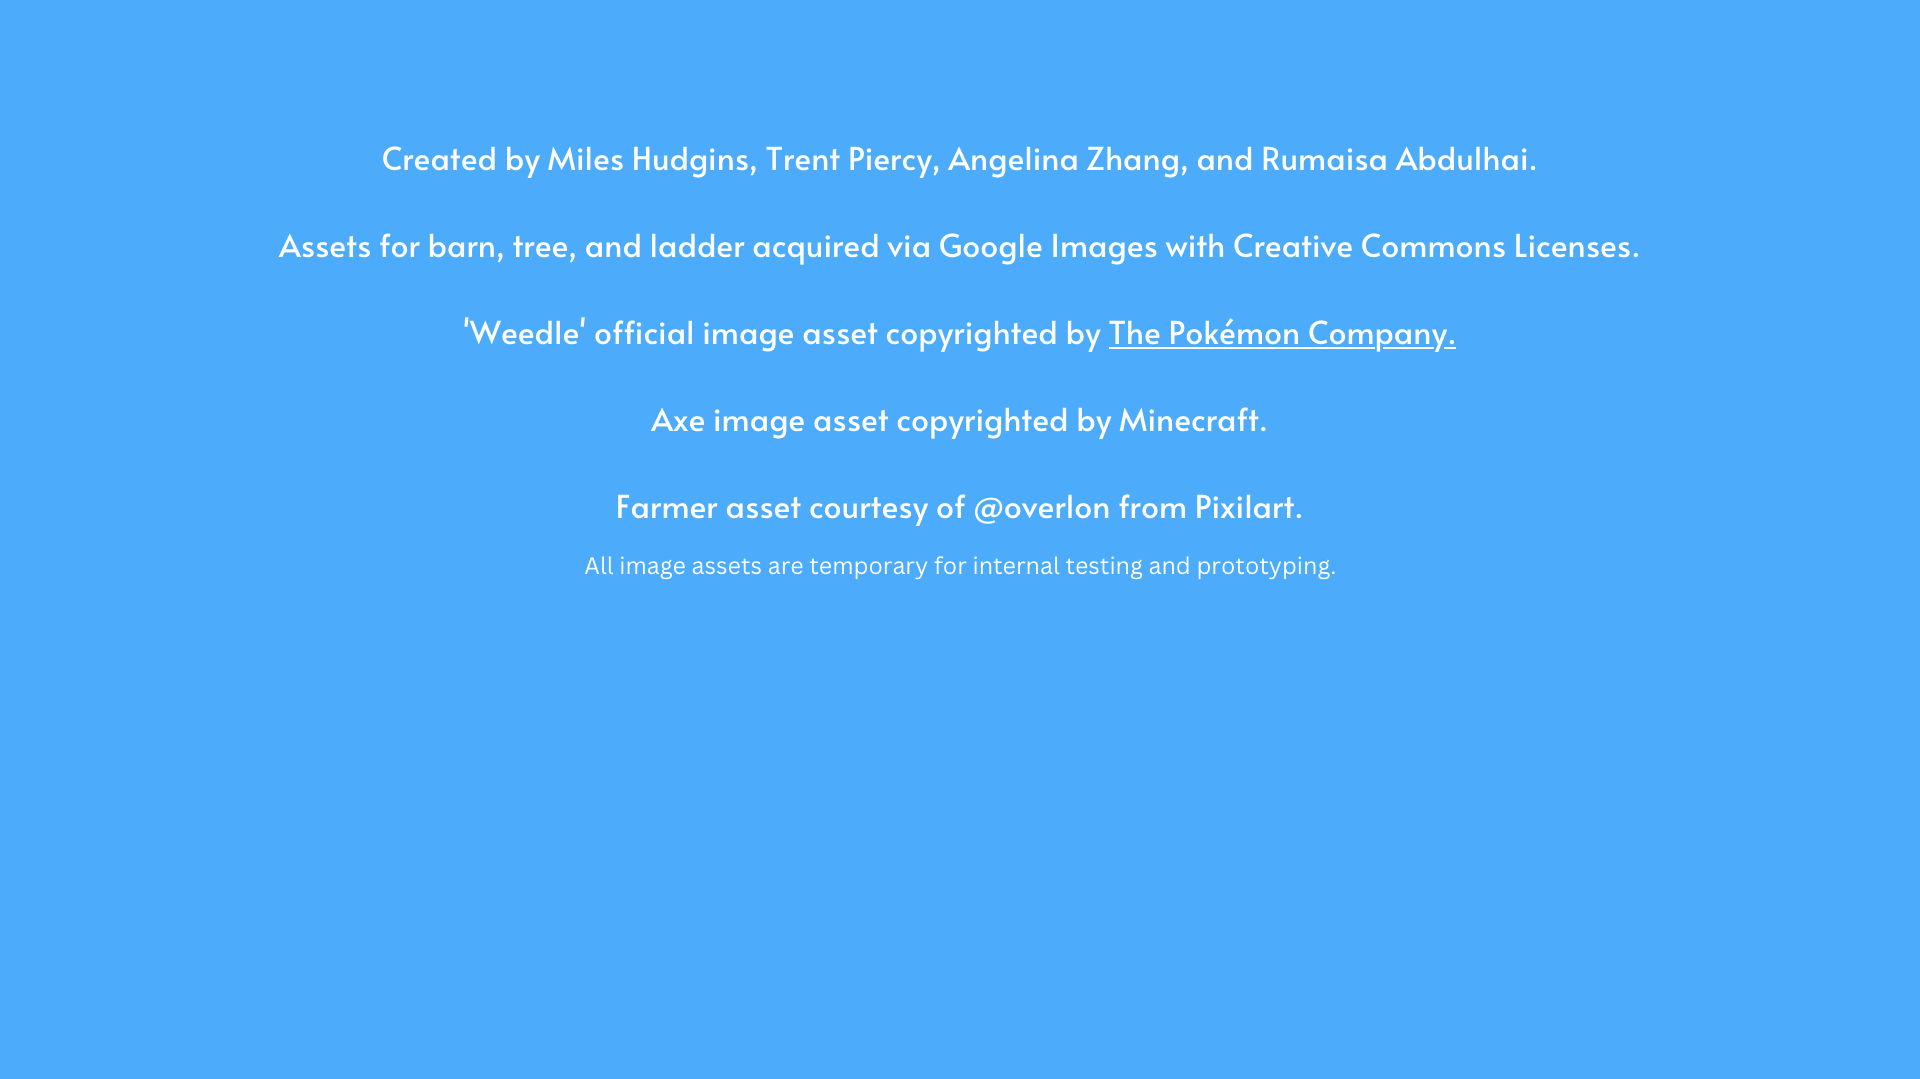 Created by Miles Hudgins, Trent Piercy, Angelina Zhang, and Rumaisa Abdulhai.
Assets for barn, tree, and ladder acquired via Google Images with Creative Commons Licenses.
'Weedle' official image asset copyrighted by The Pokémon Company.
Axe image asset copyrighted by Minecraft.
Farmer asset courtesy of @overlon from Pixilart.
All image assets are temporary for internal testing and prototyping.